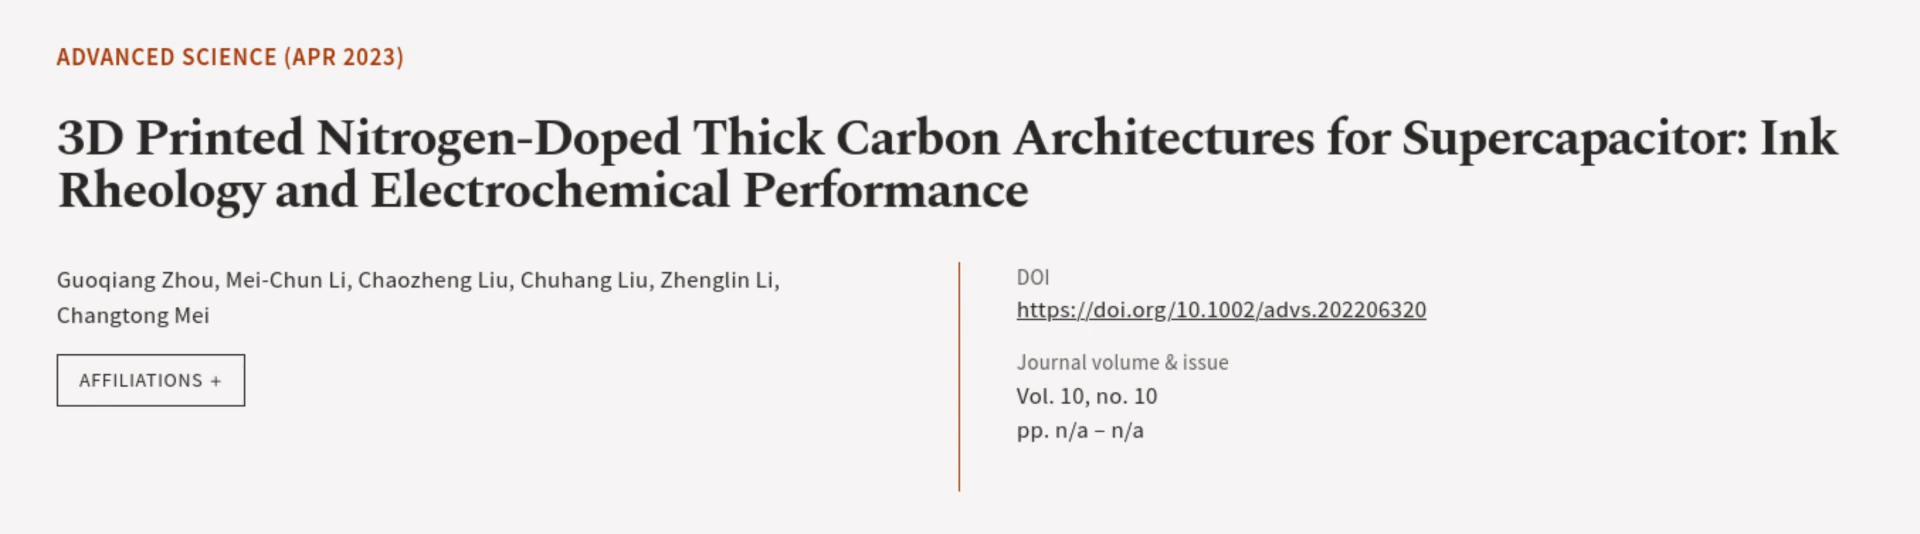 ADVANCED SCIENCE (APR 2023)
3D Printed Nitrogen-Doped Thick Carbon Architectures for Supercapacitor: Ink
Rheology and Electrochemical Performance
Guoqiang Zhou, Mei-Chun Li, Chaozheng Liu, Chuhang Liu, Zhenglin Li,
Changtong Mei
AFFILIATIONS +
DOI
https://doi.org/10.1002/advs.202206320
Journal volume & issue
Vol. 10, no. 10
pp. n/a – n/a